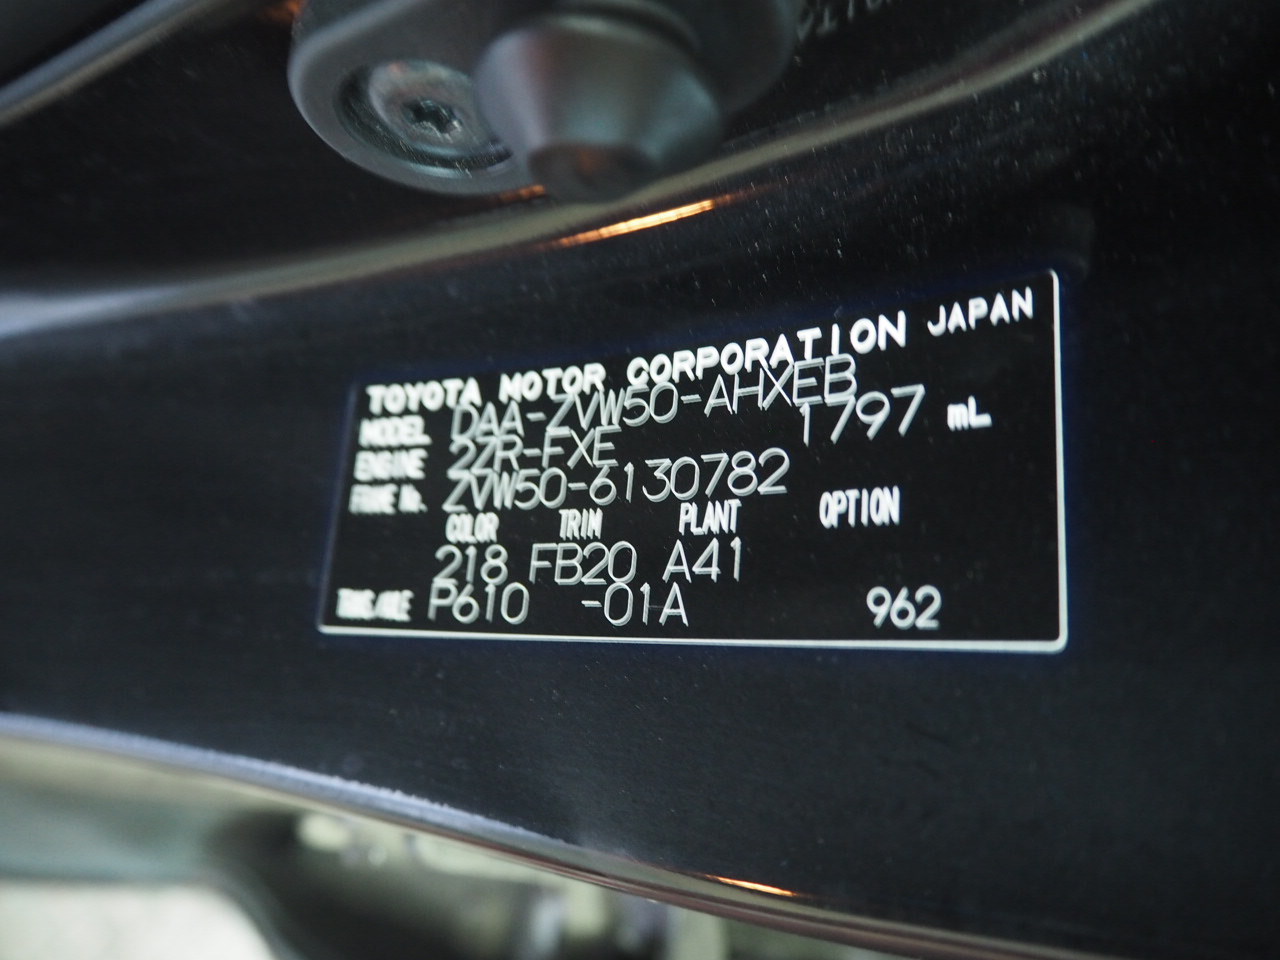 TOYOTA MOTOR CORPORATION JAPAN
MODEL DAA-ZVW50-AHXEB
ENGINE 2ZR-FXE 1797 mL
FRAME No. ZVW50-6130782
COLOR TRIM PLANT OPTION
218 FB20 A41
TRANS/AXLE P610 -01A 962